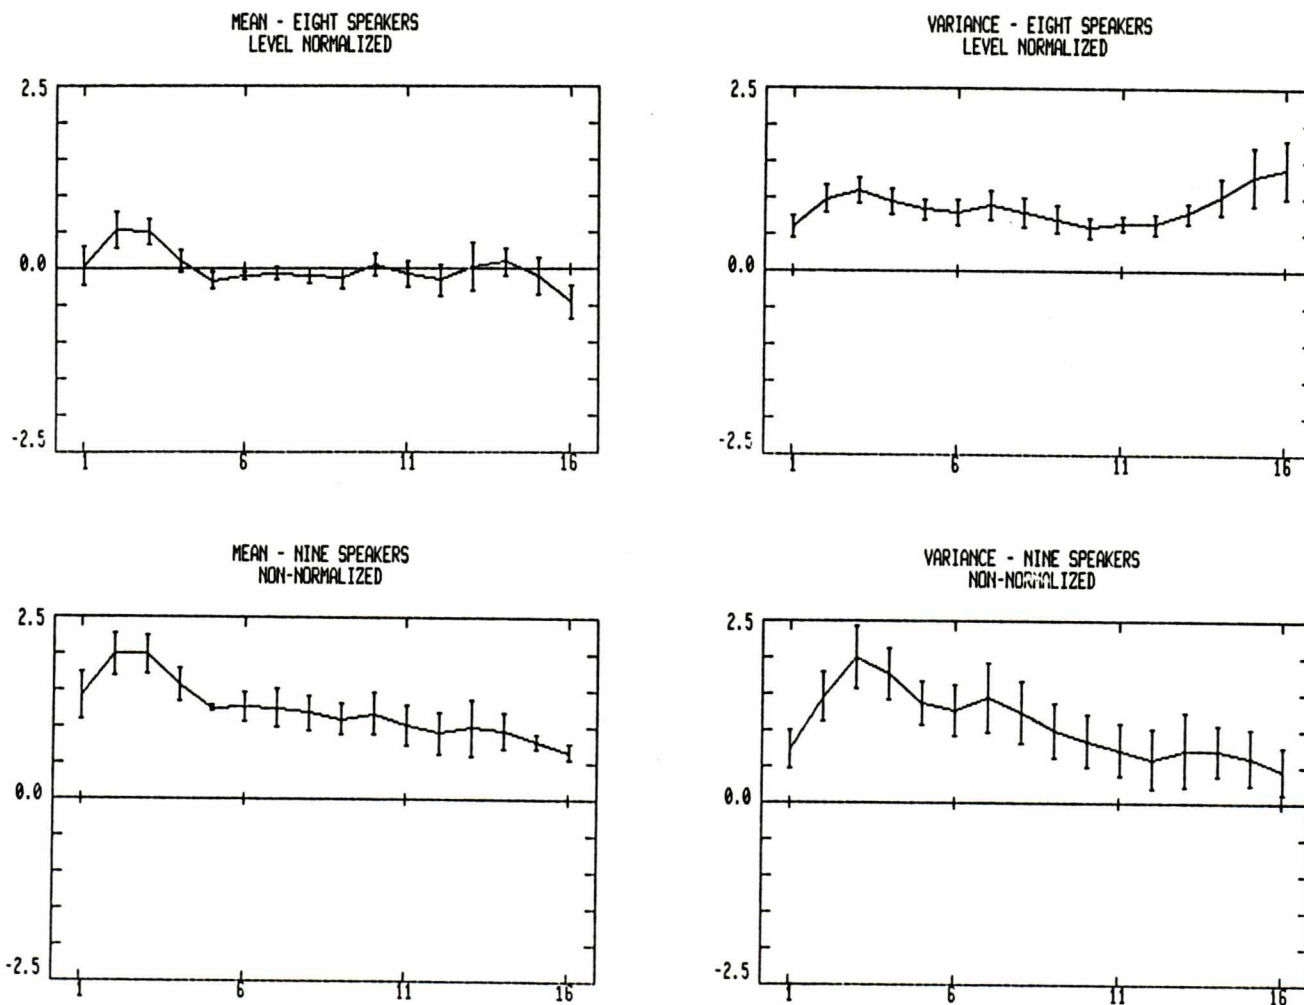 MEAN - EIGHT SPEAKERS
LEVEL NORMALIZED
2.5
0.0
-2.5
1 6 11 16
VARIANCE - EIGHT SPEAKERS
LEVEL NORMALIZED
2.5
0.0
-2.5
1 6 11 16
MEAN - NINE SPEAKERS
NON-NORMALIZED
2.5
0.0
-2.5
1 6 11 16
VARIANCE - NINE SPEAKERS
NON-NORMALIZED
2.5
0.0
-2.5
1 6 11 16